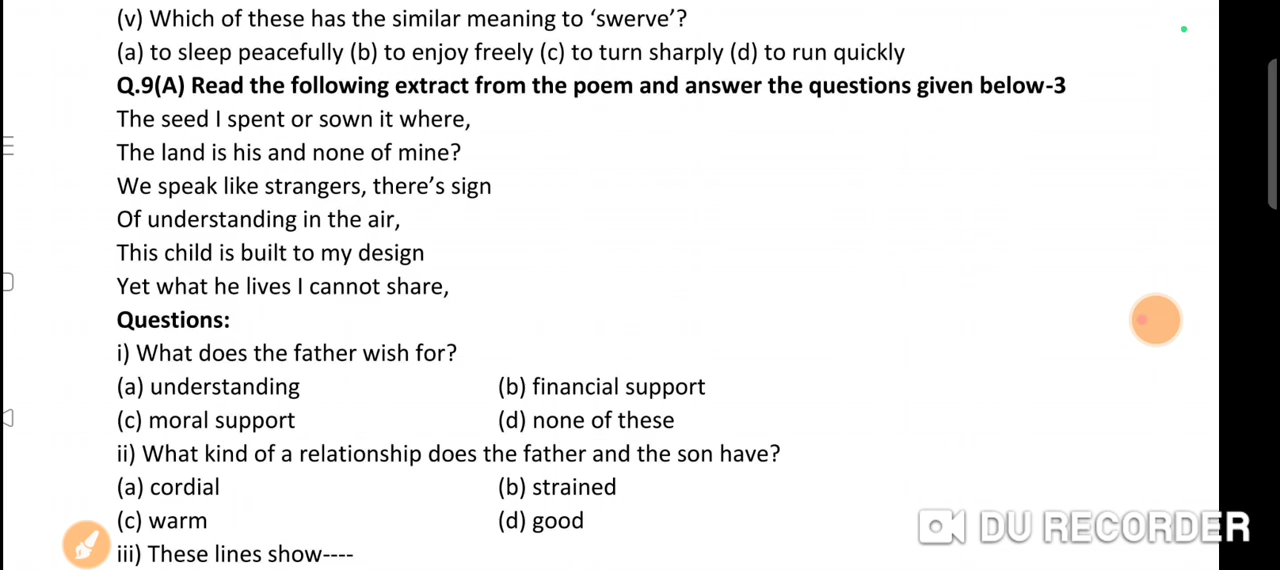 (v) Which of these has the similar meaning to ‘swerve’?
(a) to sleep peacefully (b) to enjoy freely (c) to turn sharply (d) to run quickly
Q.9(A) Read the following extract from the poem and answer the questions given below-3
The seed I spent or sown it where,
The land is his and none of mine?
We speak like strangers, there’s sign
Of understanding in the air,
This child is built to my design
Yet what he lives I cannot share,
Questions:
i) What does the father wish for?
(a) understanding (b) financial support
(c) moral support (d) none of these
ii) What kind of a relationship does the father and the son have?
(a) cordial (b) strained
(c) warm (d) good
iii) These lines show----
DU RECORDER